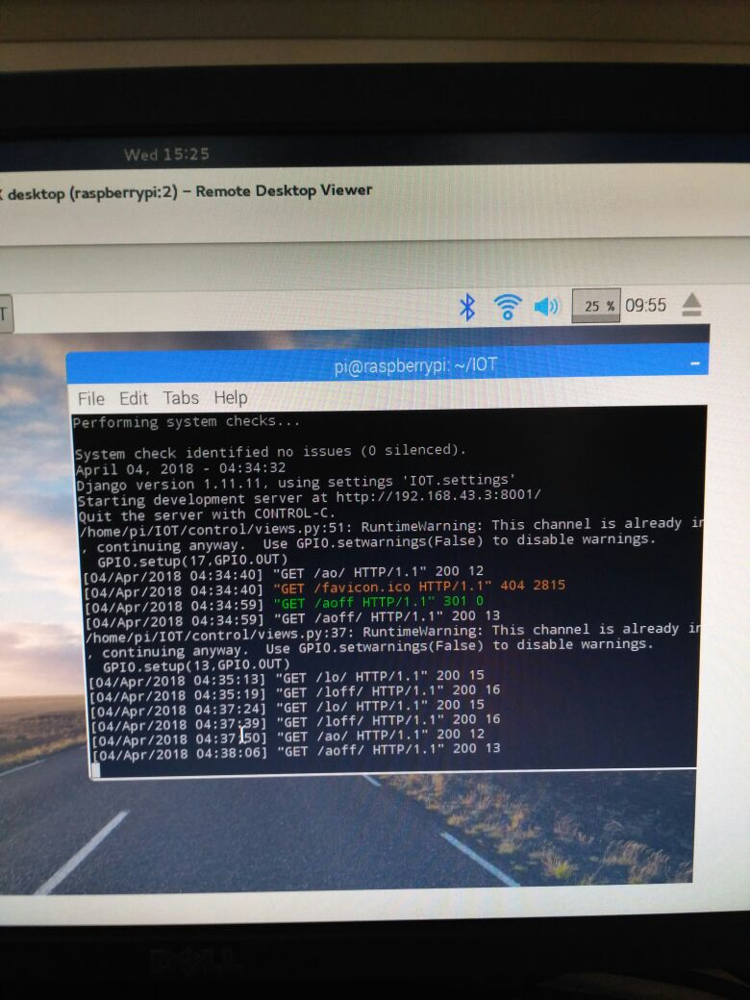 Wed 15:25
desktop (raspberrypi:2) – Remote Desktop Viewer
T
25 % 09:55
pi@raspberrypi: ~/IOT
File Edit Tabs Help
Performing system checks...
System check identified no issues (0 silenced).
April 04, 2018 - 04:34:32
Django version 1.11.11, using settings 'IOT.settings'
Starting development server at http://192.168.43.3:8001/
Quit the server with CONTROL-C.
/home/pi/IOT/control/views.py:51: RuntimeWarning: This channel is already in
, continuing anyway.  Use GPIO.setwarnings(False) to disable warnings.
GPIO.setup(17,GPIO.OUT)
[04/Apr/2018 04:34:40] "GET /ao/ HTTP/1.1" 200 12
[04/Apr/2018 04:34:40] "GET /favicon.ico HTTP/1.1" 404 2815
[04/Apr/2018 04:34:59] "GET /aoff HTTP/1.1" 301 0
[04/Apr/2018 04:34:59] "GET /aoff/ HTTP/1.1" 200 13
/home/pi/IOT/control/views.py:37: RuntimeWarning: This channel is already in
, continuing anyway.  Use GPIO.setwarnings(False) to disable warnings.
GPIO.setup(13,GPIO.OUT)
[04/Apr/2018 04:35:13] "GET /lo/ HTTP/1.1" 200 15
[04/Apr/2018 04:35:19] "GET /loff/ HTTP/1.1" 200 16
[04/Apr/2018 04:37:24] "GET /lo/ HTTP/1.1" 200 15
[04/Apr/2018 04:37:39] "GET /loff/ HTTP/1.1" 200 16
[04/Apr/2018 04:37:50] "GET /ao/ HTTP/1.1" 200 12
[04/Apr/2018 04:38:06] "GET /aoff/ HTTP/1.1" 200 13
DELL